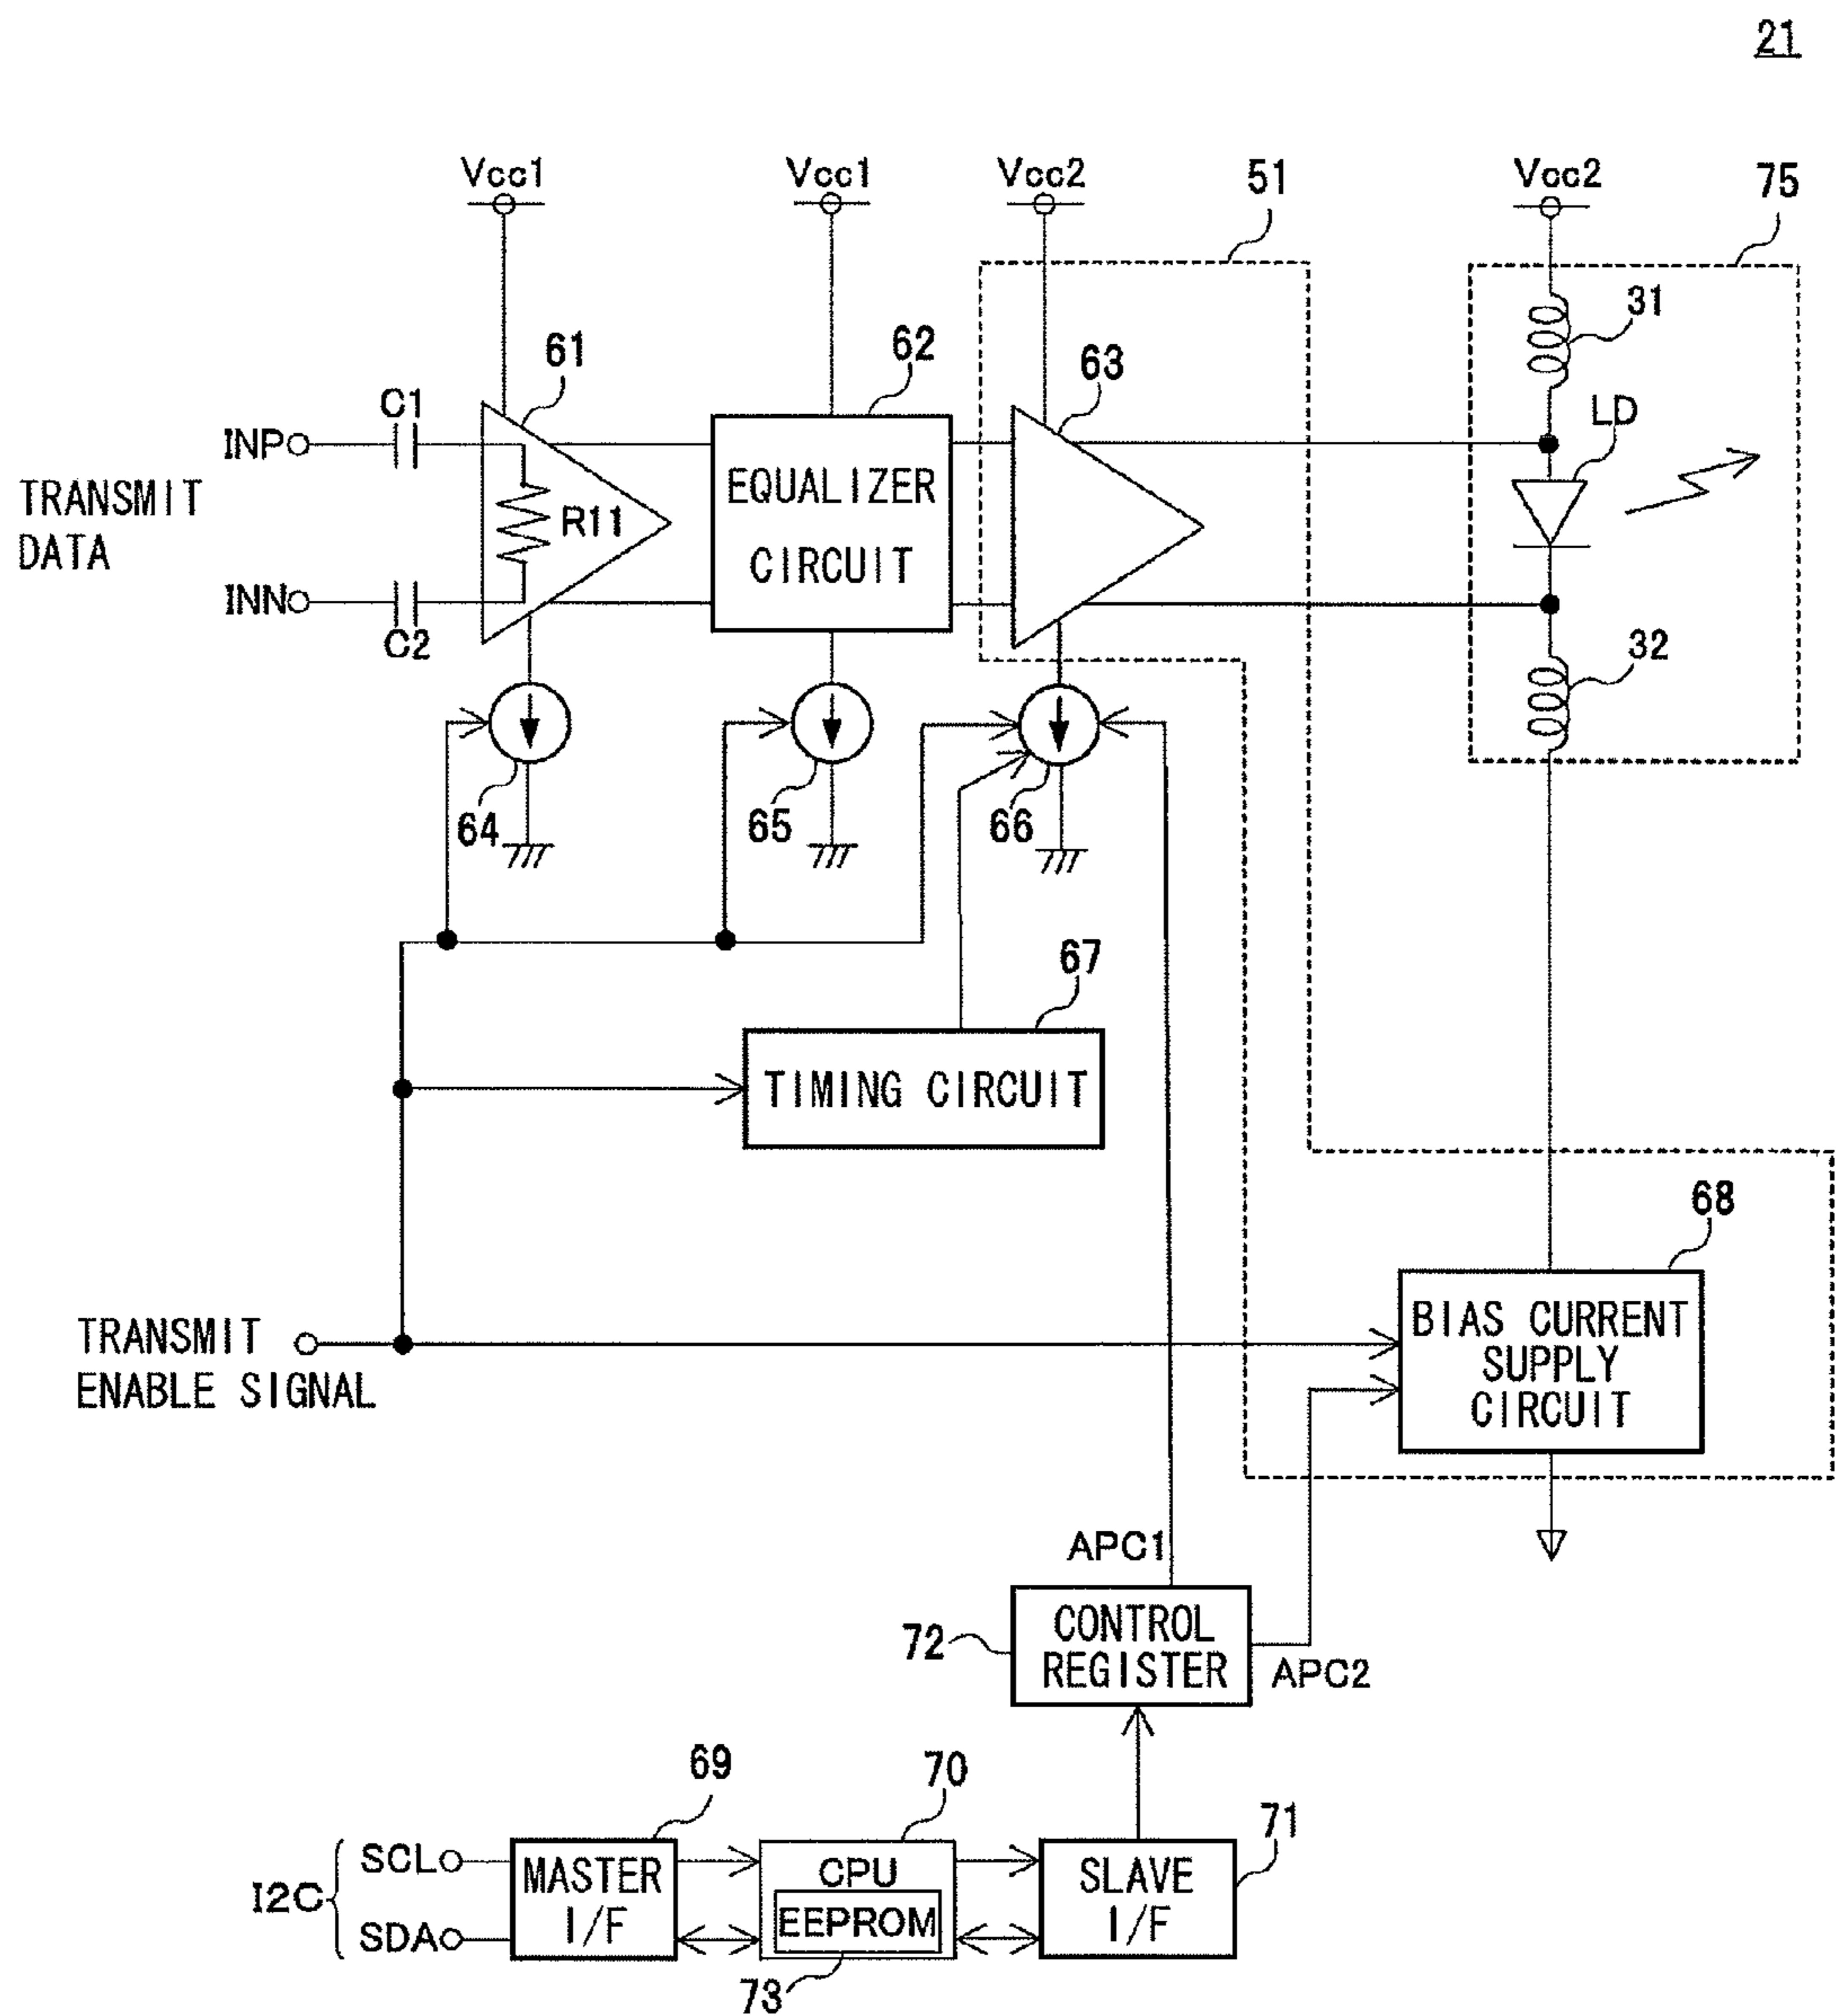 21
Vcc1
Vcc1
Vcc2
51
Vcc2
75
31
61
62
63
C1
LD
INP
EQUALIZER
CIRCUIT
TRANSMIT
DATA
R11
INN
C2
32
64
65
66
67
TIMING CIRCUIT
68
TRANSMIT
ENABLE SIGNAL
BIAS CURRENT
SUPPLY
CIRCUIT
APC1
72
CONTROL
REGISTER
APC2
69
70
71
I2C
SCL
SDA
MASTER
I/F
CPU
EEPROM
SLAVE
I/F
73